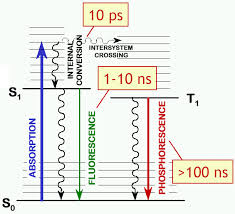 10 ps
INTERSYSTEM
CROSSING
INTERNAL
CONVERSION
S1
1-10 ns
T1
ABSORPTION
FLUORESCENCE
PHOSPHORESCENCE
>100 ns
S0